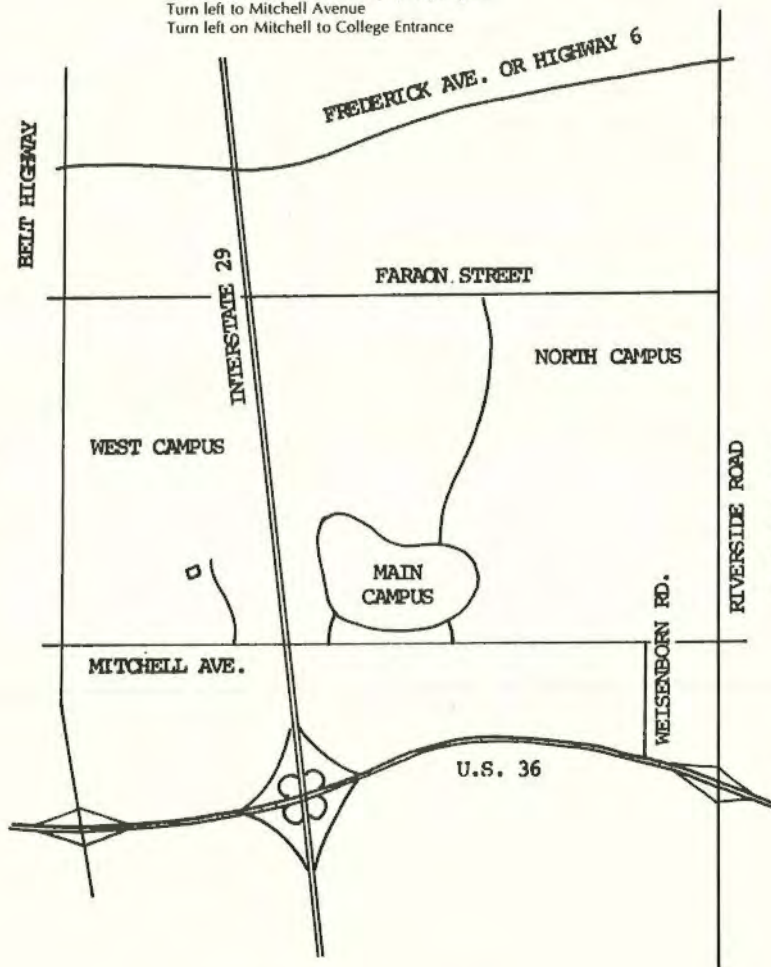 Turn left to Mitchell Avenue
Turn left on Mitchell to College Entrance
FREDERICK AVE. OR HIGHWAY 6
BELT HIGHWAY
INTERSTATE 29
FARAON STREET
NORTH CAMPUS
WEST CAMPUS
RIVERSIDE ROAD
MAIN
CAMPUS
WEISENBORN RD.
MITCHELL AVE.
U.S. 36